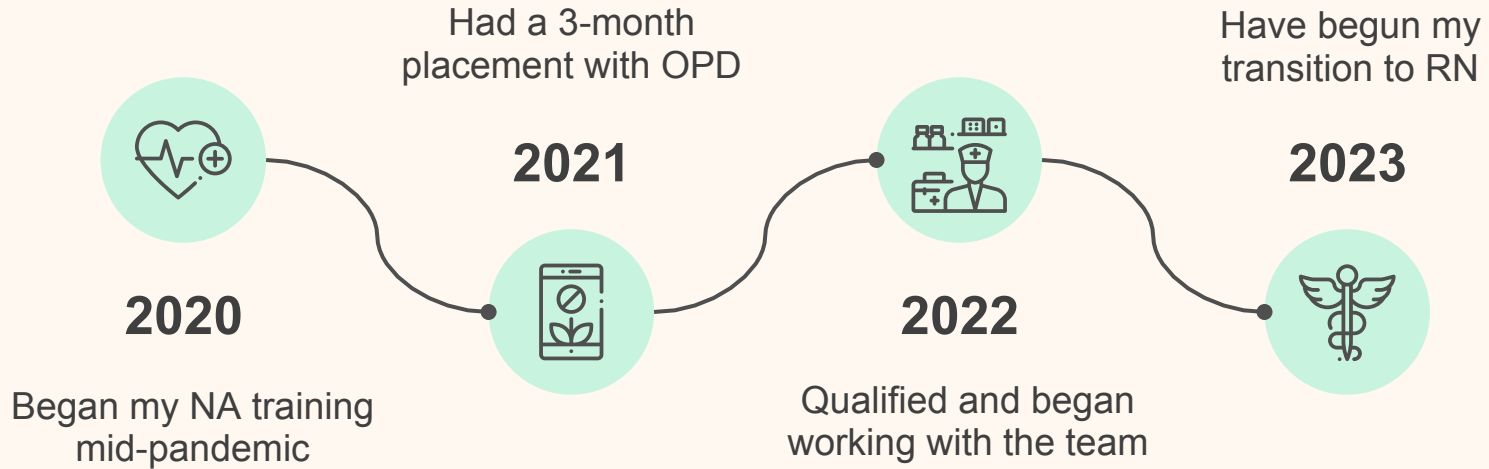 2020
Began my NA training
mid-pandemic
Had a 3-month
placement with OPD
2021
2022
Qualified and began
working with the team
Have begun my
transition to RN
2023